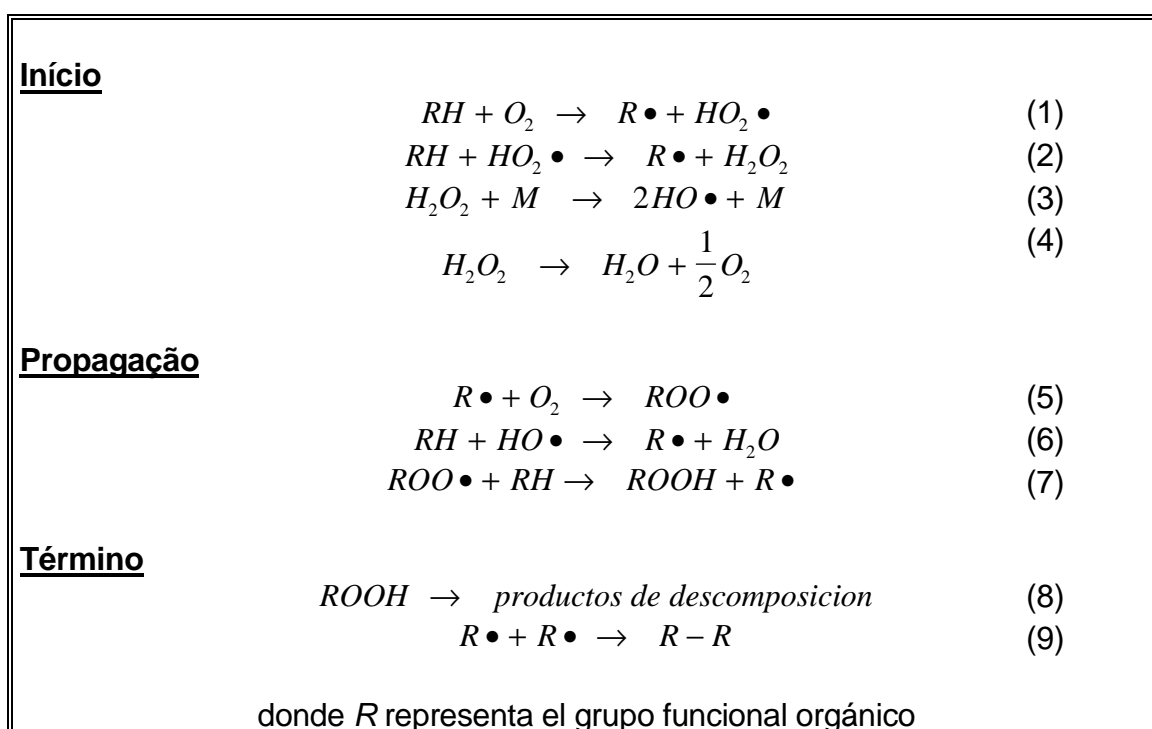 Início
RH + O₂ → R• + HO₂• (1)
RH + HO₂• → R• + H₂O₂ (2)
H₂O₂ + M → 2HO• + M (3)
H₂O₂ → H₂O + 1/2 O₂ (4)
Propagação
R• + O₂ → ROO• (5)
RH + HO• → R• + H₂O (6)
ROO• + RH → ROOH + R• (7)
Término
ROOH → productos de descomposicion (8)
R• + R• → R − R (9)
donde R representa el grupo funcional orgánico